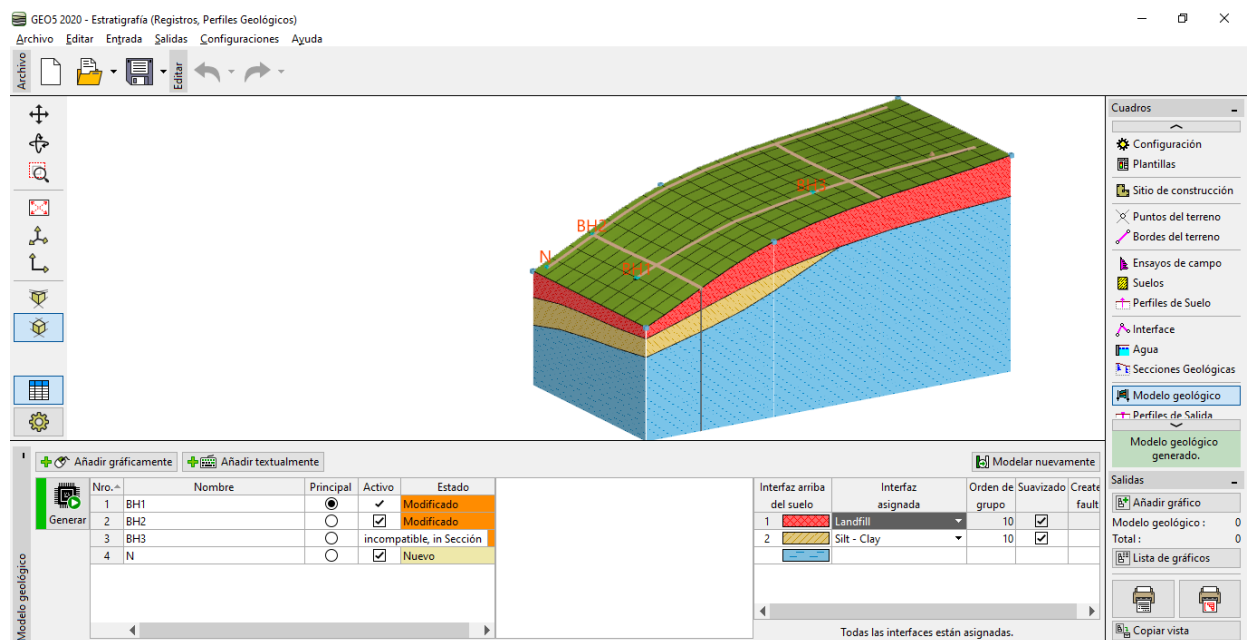 GEO5 2020 - Estratigrafía (Registros, Perfiles Geológicos)
Archivo Editar Entrada Salidas Configuraciones Ayuda
Archivo
Editar
N
BH2
BH1
BH3
Cuadros
Configuración
Plantillas
Sitio de construcción
Puntos del terreno
Bordes del terreno
Ensayos de campo
Suelos
Perfiles de Suelo
Interface
Agua
Secciones Geológicas
Modelo geológico
Perfiles de Salida
Modelo geológico
generado.
Salidas
Añadir gráfico
Modelo geológico : 0
Total : 0
Lista de gráficos
Copiar vista
Modelo geológico
Añadir gráficamente Añadir textualmente Modelar nuevamente
Generar
Nro. Nombre Principal Activo Estado
1 BH1 Modificado
2 BH2 Modificado
3 BH3 incompatible, in Sección
4 N Nuevo
Interfaz arriba Interfaz Orden de Suavizado Create
del suelo asignada grupo fault
1 Landfill 10
2 Silt - Clay 10
Todas las interfaces están asignadas.